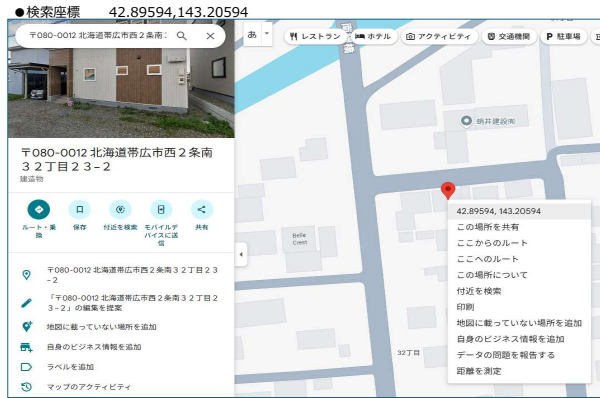 ●検索座標　　42.89594,143.20594
〒080-0012 北海道帯広市西２条南:
あ
レストラン
ホテル
アクティビティ
交通機関
P 駐車場
〒080-0012 北海道帯広市西２条南
３２丁目２３−２
建造物
ルート・乗
換
保存
付近を検索
モバイルデ
バイスに送
信
共有
〒080-0012 北海道帯広市西２条南３２丁目２３
−２
「〒080-0012 北海道帯広市西２条南３２丁目２
３−２」の編集を提案
地図に載っていない場所を追加
自身のビジネス情報を追加
ラベルを追加
マップのアクティビティ
Belle
Crest
32丁目
42.89594, 143.20594
この場所を共有
ここからのルート
ここへのルート
この場所について
付近を検索
印刷
地図に載っていない場所を追加
自身のビジネス情報を追加
データの問題を報告する
距離を測定